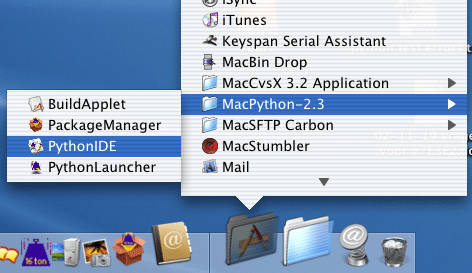 iSync
iTunes
Keyspan Serial Assistant
MacBin Drop
MacCvsX 3.2 Application
MacPython-2.3
MacSFTP Carbon
MacStumbler
Mail
BuildApplet
PackageManager
PythonIDE
PythonLauncher
16 ton